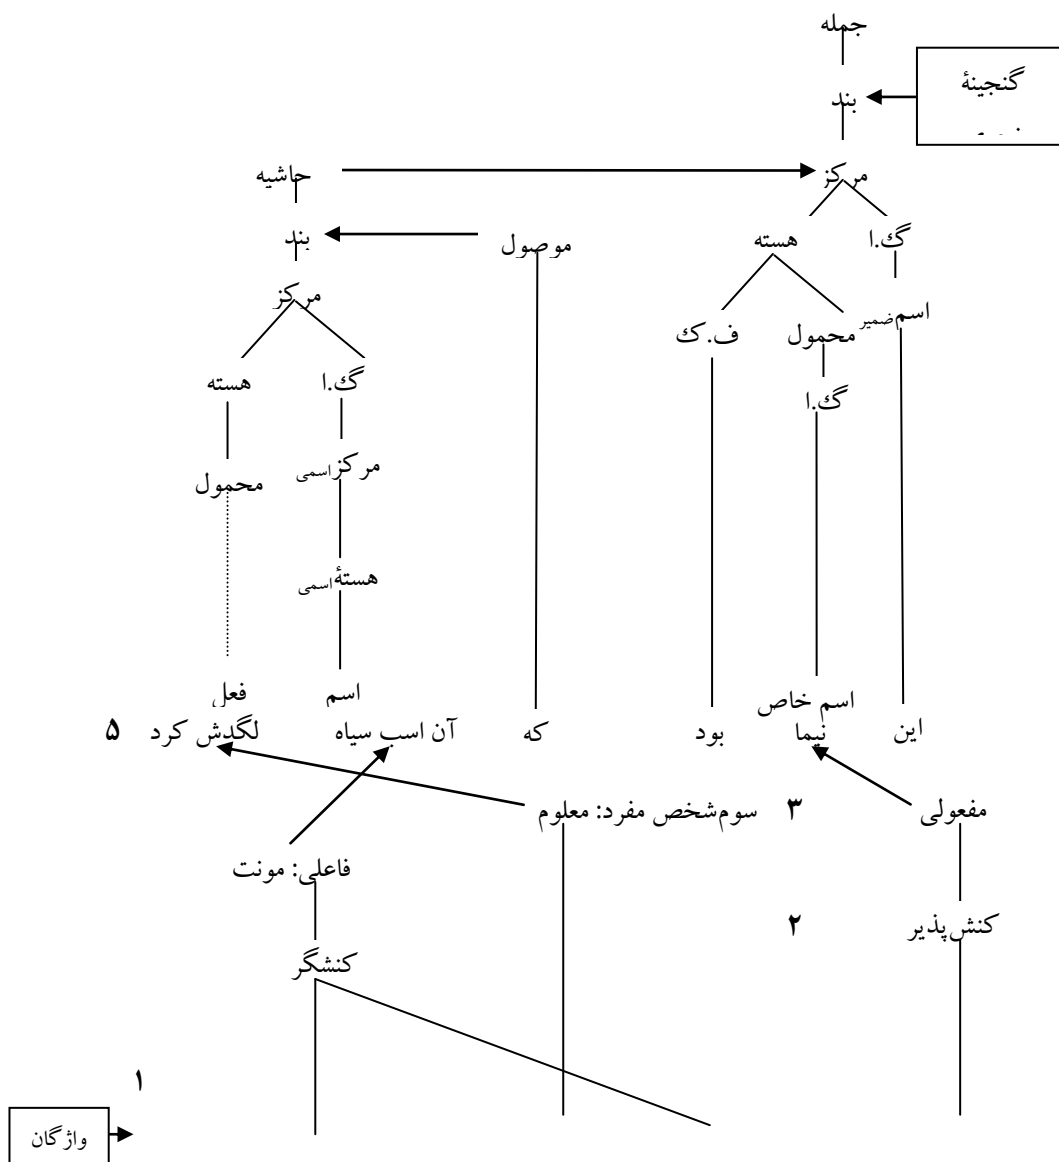 جمله
گنجینهٔ
بند
حاشیه مرکز
بند موصول هسته گ.ا
مرکز
ف.ک محمول اسم ضمیر
هسته گ.ا گ.ا
محمول مرکز اسمی
هستهٔ اسمی
فعل اسم اسم خاص
این نیما بود که آن اسب سیاه لگدش کرد ۵
مفعولی ۳ سوم‌شخص مفرد: معلوم
فاعلی: مونت
کنش‌پذیر ۲
کنشگر
۱
واژگان